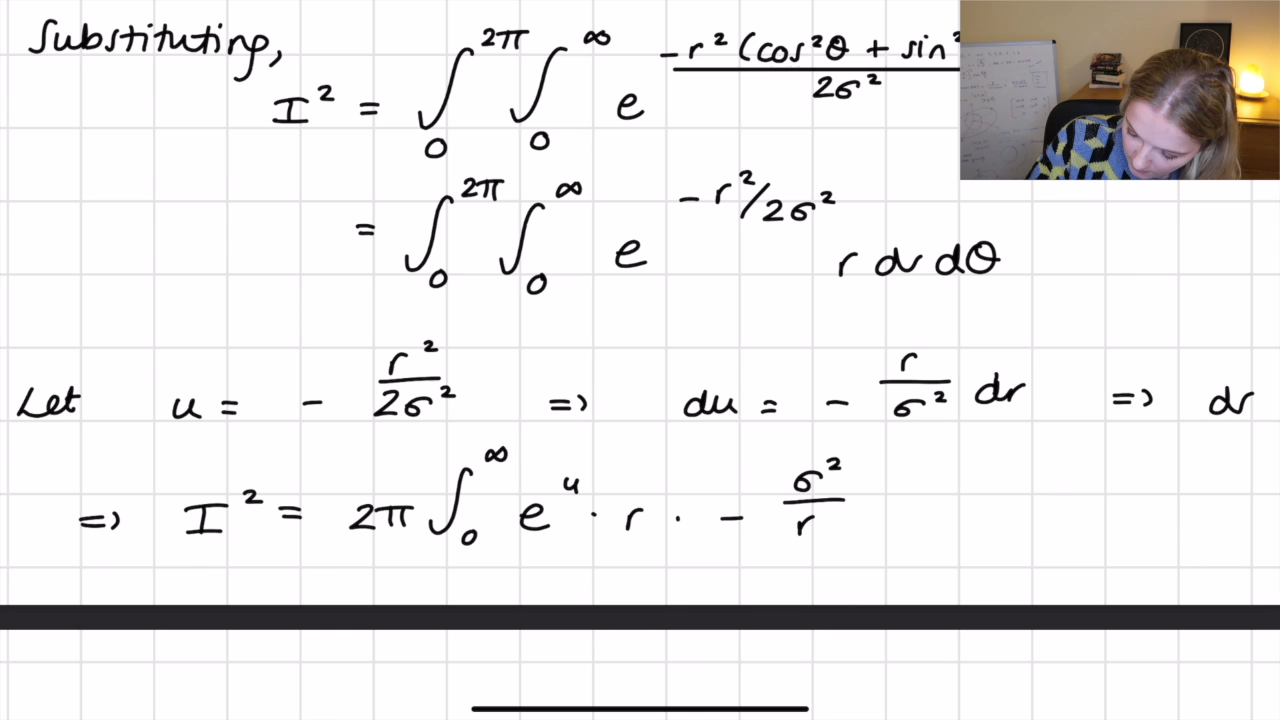 Substituting,
I² = ∫₀^2π ∫₀^∞ e^ -r²(cos²θ + sin² / 2σ²
= ∫₀^2π ∫₀^∞ e^ -r²/2σ² r dr dθ
Let u = - r²/2σ² => du = - r/σ² dr => dr
=> I² = 2π ∫₀^∞ e^u · r · - σ²/r